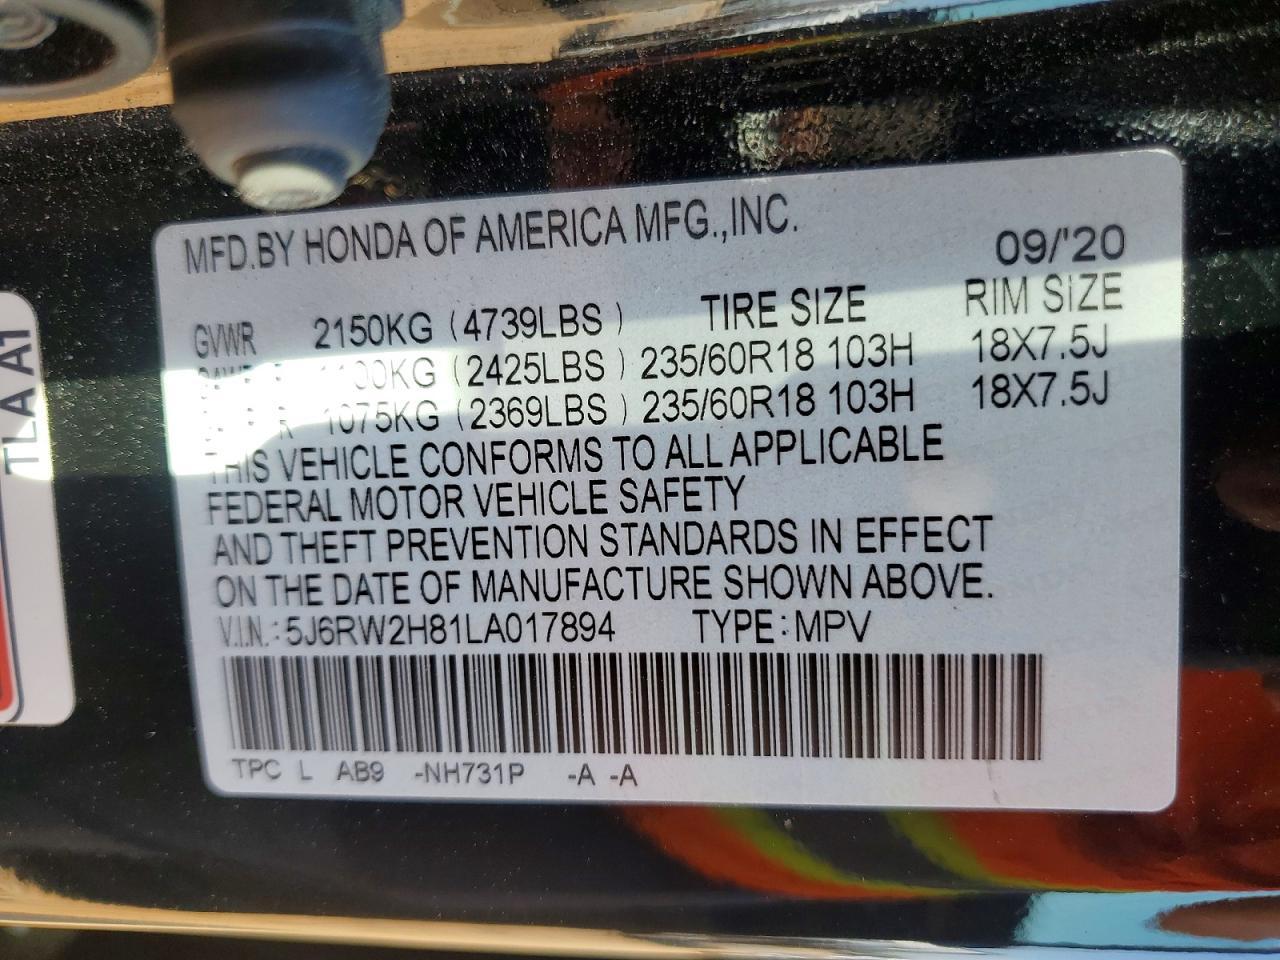 MFD.BY HONDA OF AMERICA MFG.,INC.
09/'20
GVWR 2150KG (4739LBS ) TIRE SIZE RIM SIZE
1100KG (2425LBS ) 235/60R18 103H 18X7.5J
1075KG (2369LBS ) 235/60R18 103H 18X7.5J
THIS VEHICLE CONFORMS TO ALL APPLICABLE
FEDERAL MOTOR VEHICLE SAFETY
AND THEFT PREVENTION STANDARDS IN EFFECT
ON THE DATE OF MANUFACTURE SHOWN ABOVE.
V.I.N.: 5J6RW2H81LA017894 TYPE: MPV
TPC L AB9 -NH731P -A -A
TLA A1